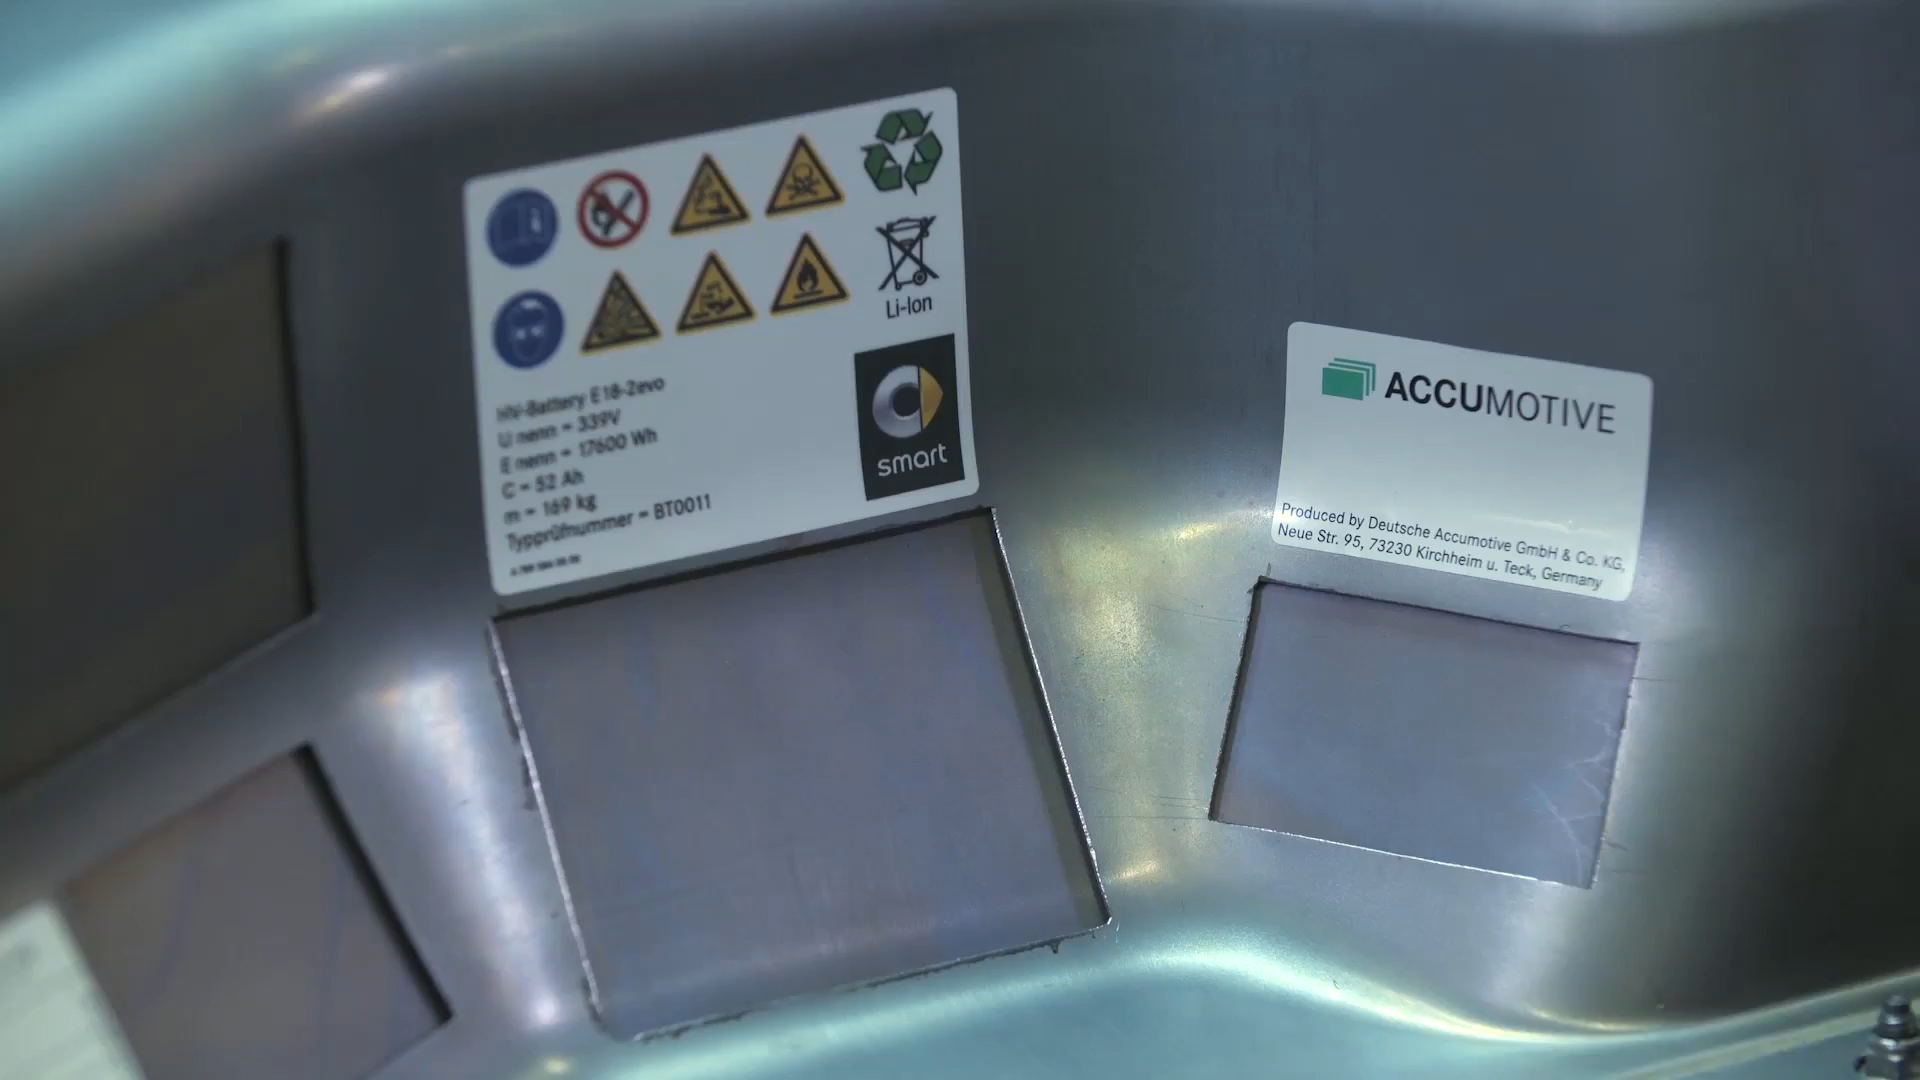 Li-Ion
HV-Battery E18-2evo
U nenn = 339V
E nenn = 17600 Wh
C = 52 Ah
m = 169 kg
Typprüfnummer = BT0011
smart
ACCUMOTIVE
Produced by Deutsche Accumotive GmbH & Co. KG,
Neue Str. 95, 73230 Kirchheim u. Teck, Germany